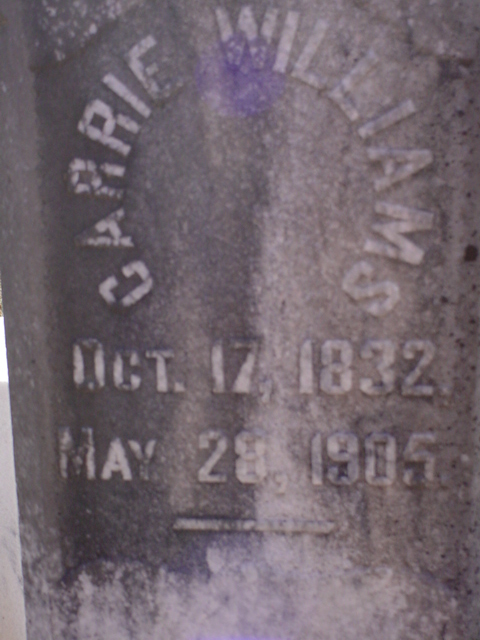 CARRIE WILLIAMS
OCT. 17, 1832.
MAY 28, 1905.